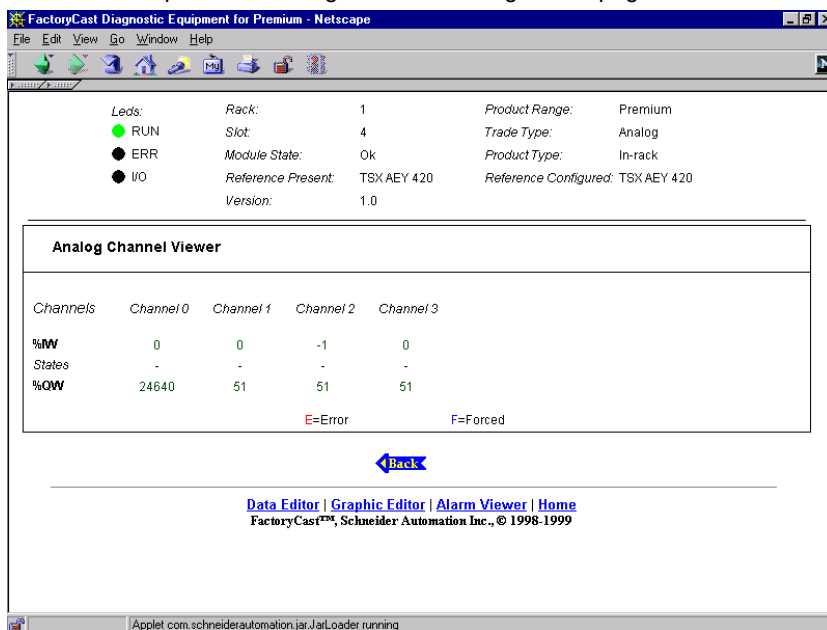 FactoryCast Diagnostic Equipment for Premium - Netscape
File Edit View Go Window Help
My
Leds: Rack: 1 Product Range: Premium
RUN Slot: 4 Trade Type: Analog
ERR Module State: Ok Product Type: In-rack
I/O Reference Present: TSX AEY 420 Reference Configured: TSX AEY 420
Version: 1.0
Analog Channel Viewer
Channels Channel 0 Channel 1 Channel 2 Channel 3
%IW 0 0 -1 0
States - - - -
%QW 24640 51 51 51
E=Error F=Forced
Back
Data Editor | Graphic Editor | Alarm Viewer | Home
FactoryCast™, Schneider Automation Inc., © 1998-1999
Applet com.schneiderautomation.jar.JarLoader running